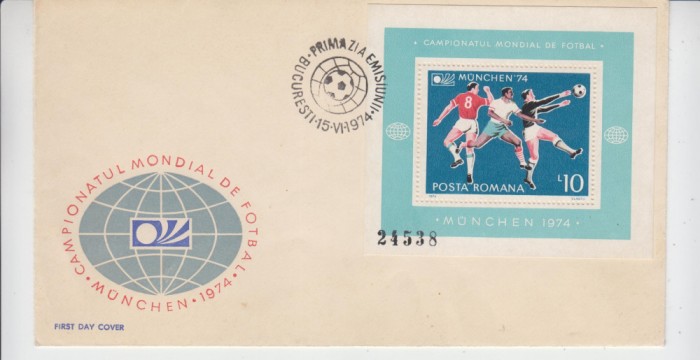 ·PRIMA ZI A EMISIUNII·
BUCUREȘTI·15·VI·1974·
· CAMPIONATUL MONDIAL DE FOTBAL ·
MÜNCHEN '74
8
POSTA ROMANA
L10
· MÜNCHEN 1974 ·
24538
·CAMPIONATUL MONDIAL DE FOTBAL·
MÜNCHEN·1974
FIRST DAY COVER